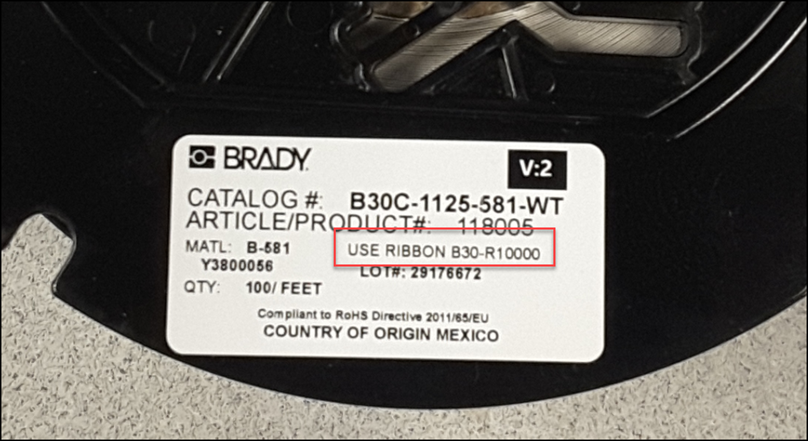 BRADY.
V:2
CATALOG #: B30C-1125-581-WT
ARTICLE/PRODUCT#: 118005
MATL: B-581 USE RIBBON B30-R10000
Y3800056 LOT#: 29176672
QTY: 100/ FEET
Compliant to RoHS Directive 2011/65/EU
COUNTRY OF ORIGIN MEXICO